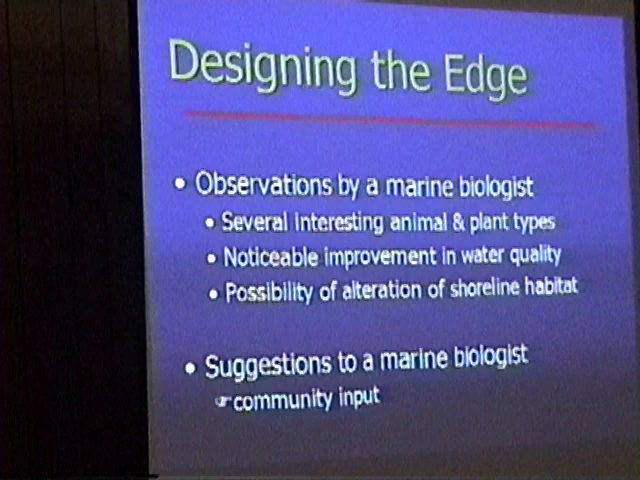 Designing the Edge
• Observations by a marine biologist
• Several interesting animal & plant types
• Noticeable improvement in water quality
• Possibility of alteration of shoreline habitat
• Suggestions to a marine biologist
☞community input